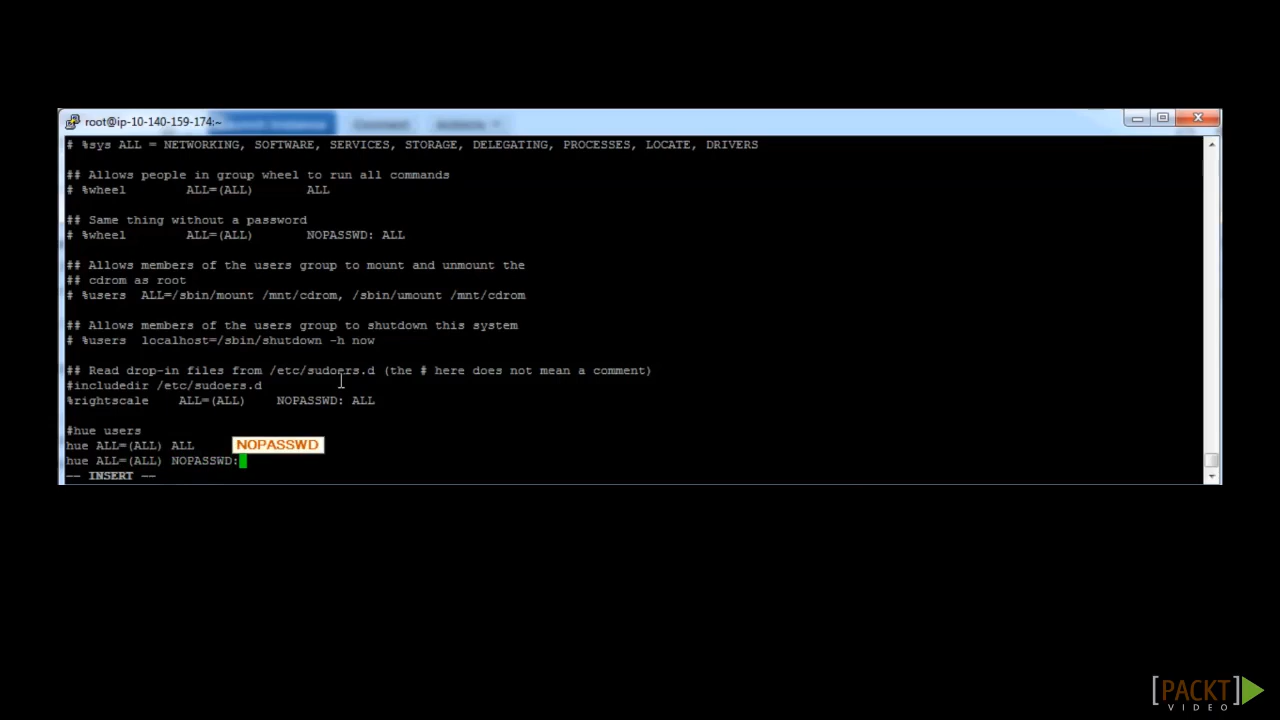 root@ip-10-140-159-174:~
# %sys ALL = NETWORKING, SOFTWARE, SERVICES, STORAGE, DELEGATING, PROCESSES, LOCATE, DRIVERS
## Allows people in group wheel to run all commands
# %wheel ALL=(ALL) ALL
## Same thing without a password
# %wheel ALL=(ALL) NOPASSWD: ALL
## Allows members of the users group to mount and unmount the
## cdrom as root
# %users ALL=/sbin/mount /mnt/cdrom, /sbin/umount /mnt/cdrom
## Allows members of the users group to shutdown this system
# %users localhost=/sbin/shutdown -h now
## Read drop-in files from /etc/sudoers.d (the # here does not mean a comment)
#includedir /etc/sudoers.d
%rightscale ALL=(ALL) NOPASSWD: ALL
#hue users
hue ALL=(ALL) ALL
NOPASSWD
hue ALL=(ALL) NOPASSWD:
-- INSERT --
[PACKT]
VIDEO